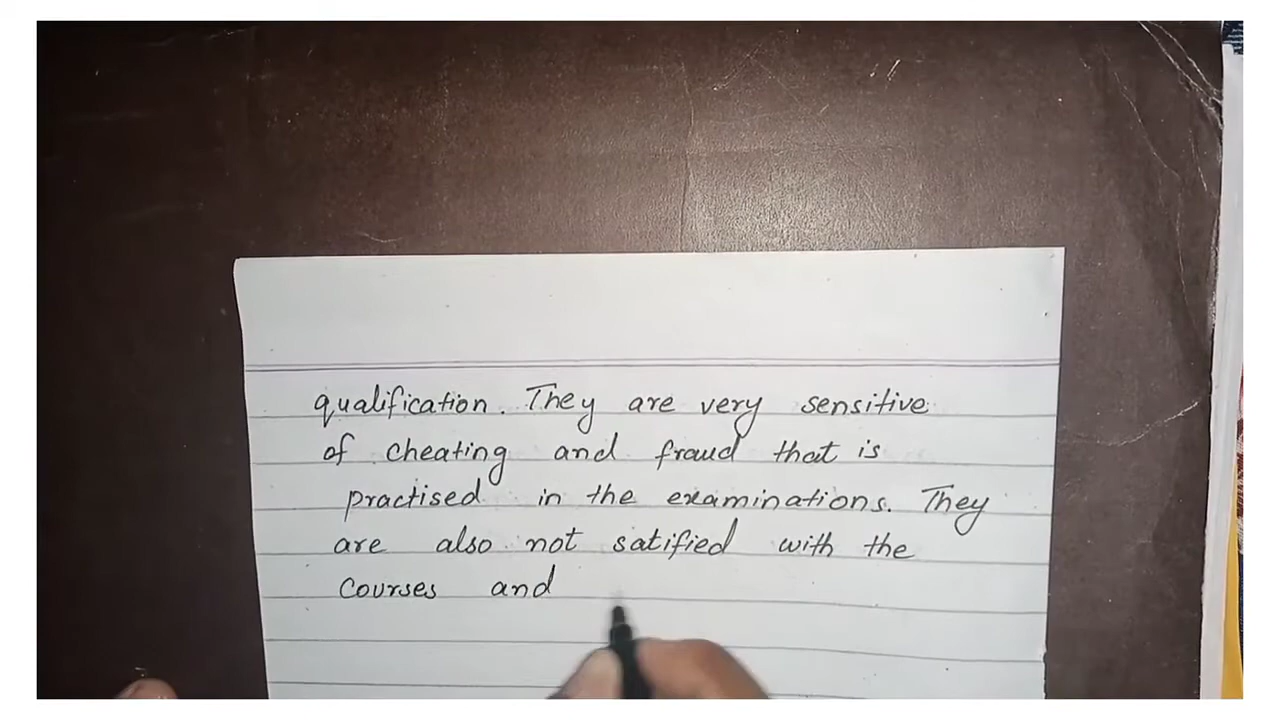 qualification. They are very sensitive
of cheating and fraud that is
practised in the examinations. They
are also not satified with the
courses and